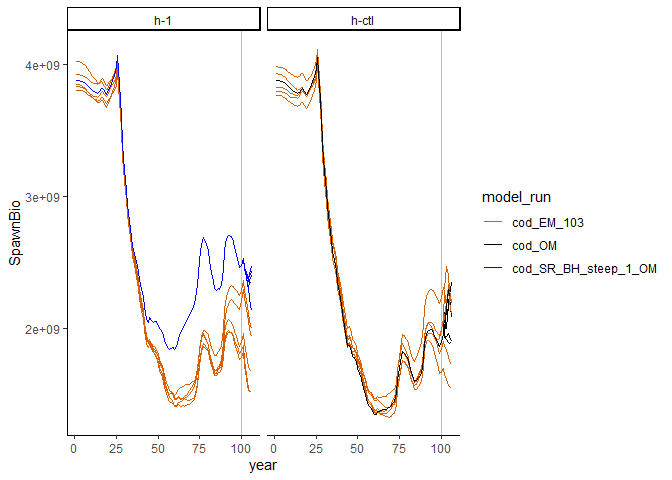 h-1 h-ctl
4e+09
3e+09
2e+09
SpawnBio
0 25 50 75 100 0 25 50 75 100
year
model_run
cod_EM_103
cod_OM
cod_SR_BH_steep_1_OM